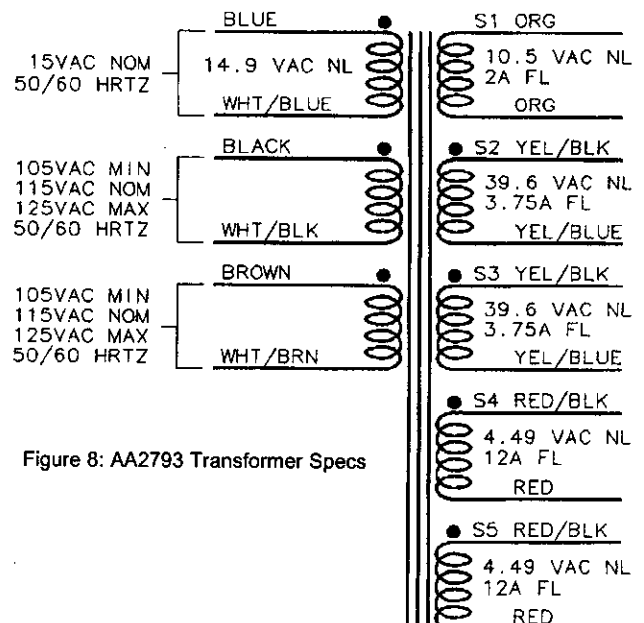 BLUE
15VAC NOM
50/60 HRTZ
14.9 VAC NL
WHT/BLUE
BLACK
105VAC MIN
115VAC NOM
125VAC MAX
50/60 HRTZ
WHT/BLK
BROWN
105VAC MIN
115VAC NOM
125VAC MAX
50/60 HRTZ
WHT/BRN
Figure 8: AA2793 Transformer Specs
S1 ORG
10.5 VAC NL
2A FL
ORG
S2 YEL/BLK
39.6 VAC NL
3.75A FL
YEL/BLUE
S3 YEL/BLK
39.6 VAC NL
3.75A FL
YEL/BLUE
S4 RED/BLK
4.49 VAC NL
12A FL
RED
S5 RED/BLK
4.49 VAC NL
12A FL
RED